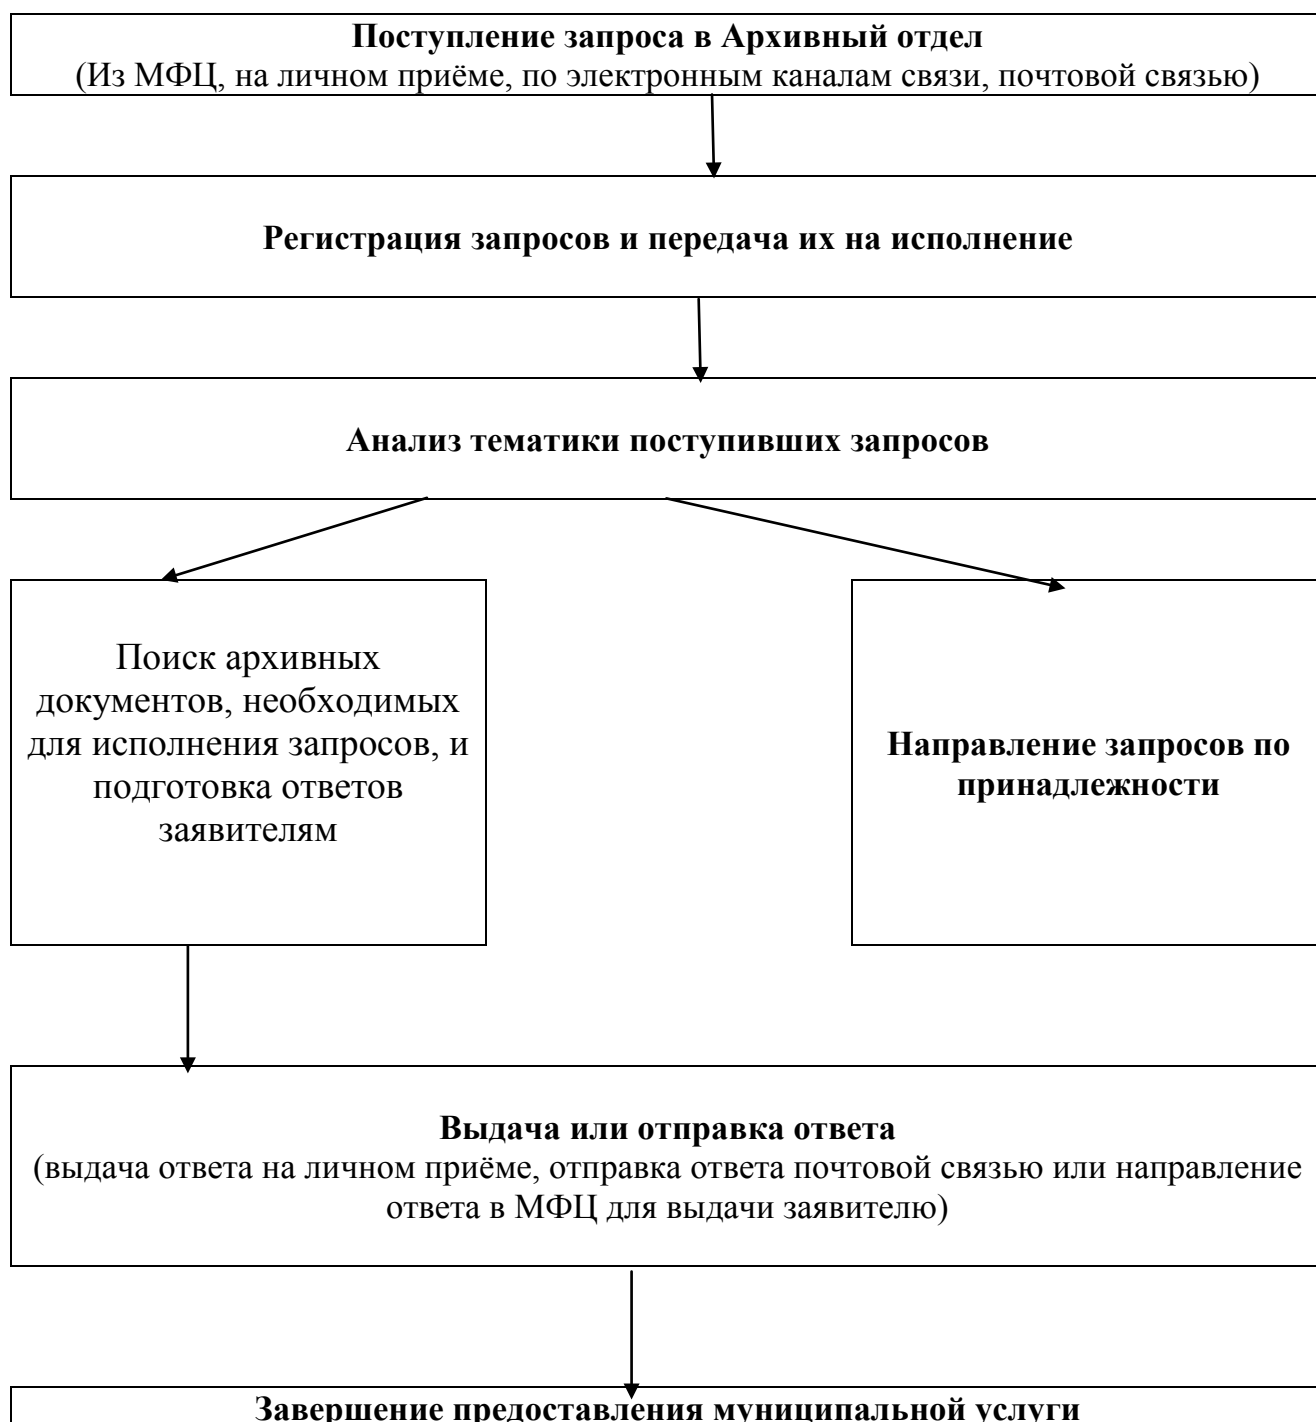 Поступление запроса в Архивный отдел
(Из МФЦ, на личном приёме, по электронным каналам связи, почтовой связью)
Регистрация запросов и передача их на исполнение
Анализ тематики поступивших запросов
Поиск архивных
документов, необходимых
для исполнения запросов, и
подготовка ответов
заявителям
Направление запросов по
принадлежности
Выдача или отправка ответа
(выдача ответа на личном приёме, отправка ответа почтовой связью или направление
ответа в МФЦ для выдачи заявителю)
Завершение предоставления муниципальной услуги